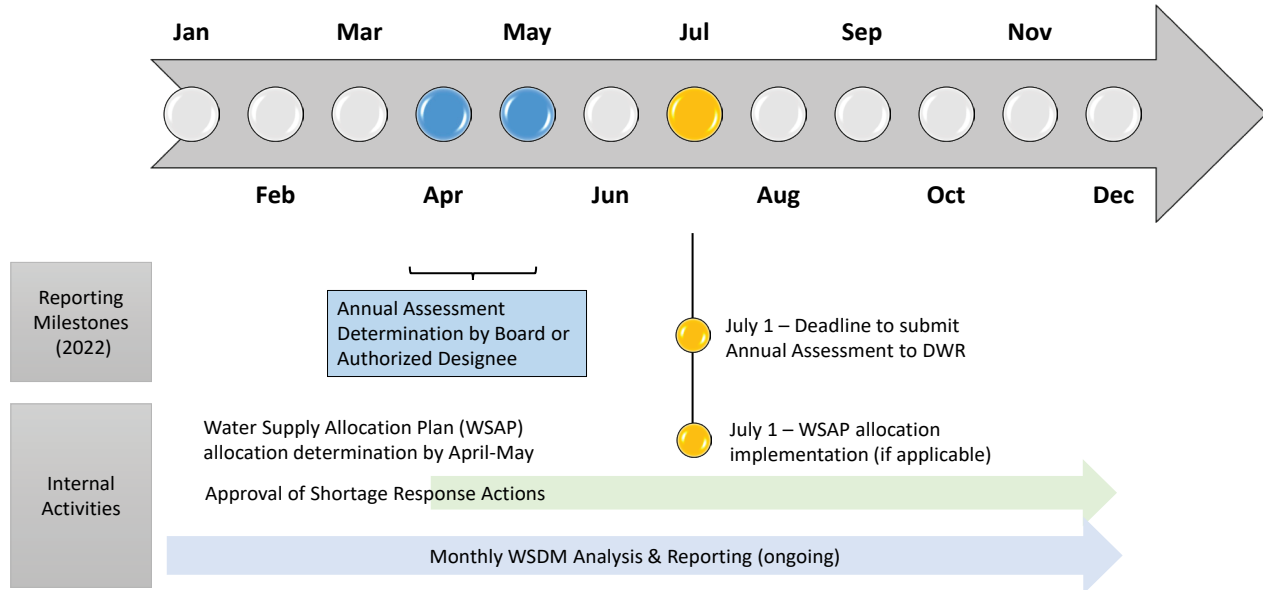 Jan Mar May Jul Sep Nov
Feb Apr Jun Aug Oct Dec
Reporting
Milestones
(2022)
Annual Assessment
Determination by Board or
Authorized Designee
July 1 – Deadline to submit
Annual Assessment to DWR
Internal
Activities
Water Supply Allocation Plan (WSAP)
allocation determination by April-May
July 1 – WSAP allocation
implementation (if applicable)
Approval of Shortage Response Actions
Monthly WSDM Analysis & Reporting (ongoing)